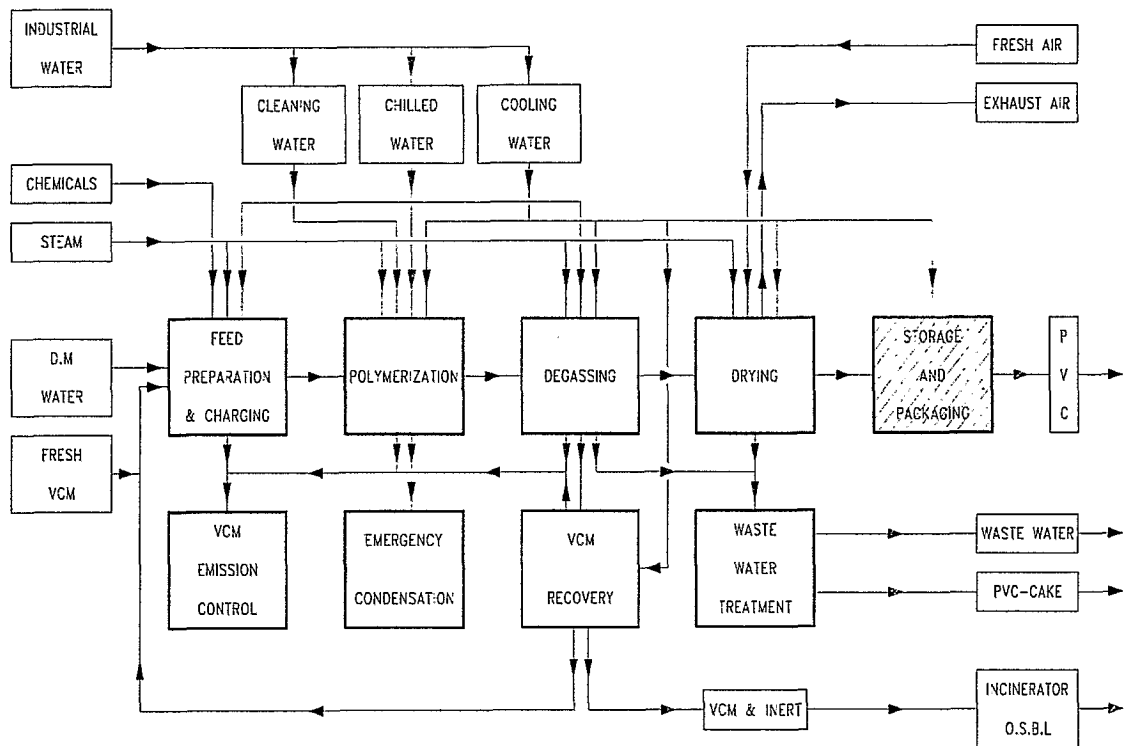 INDUSTRIAL
WATER
FRESH AIR
EXHAUST AIR
CLEANING
WATER
CHILLED
WATER
COOLING
WATER
CHEMICALS
STEAM
D.M
WATER
FRESH
VCM
FEED
PREPARATION
& CHARGING
POLYMERIZATION
DEGASSING
DRYING
STORAGE
AND
PACKAGING
P
V
C
VCM
EMISSION
CONTROL
EMERGENCY
CONDENSATION
VCM
RECOVERY
WASTE
WATER
TREATMENT
WASTE WATER
PVC-CAKE
VCM & INERT
INCINERATOR
O.S.B.L